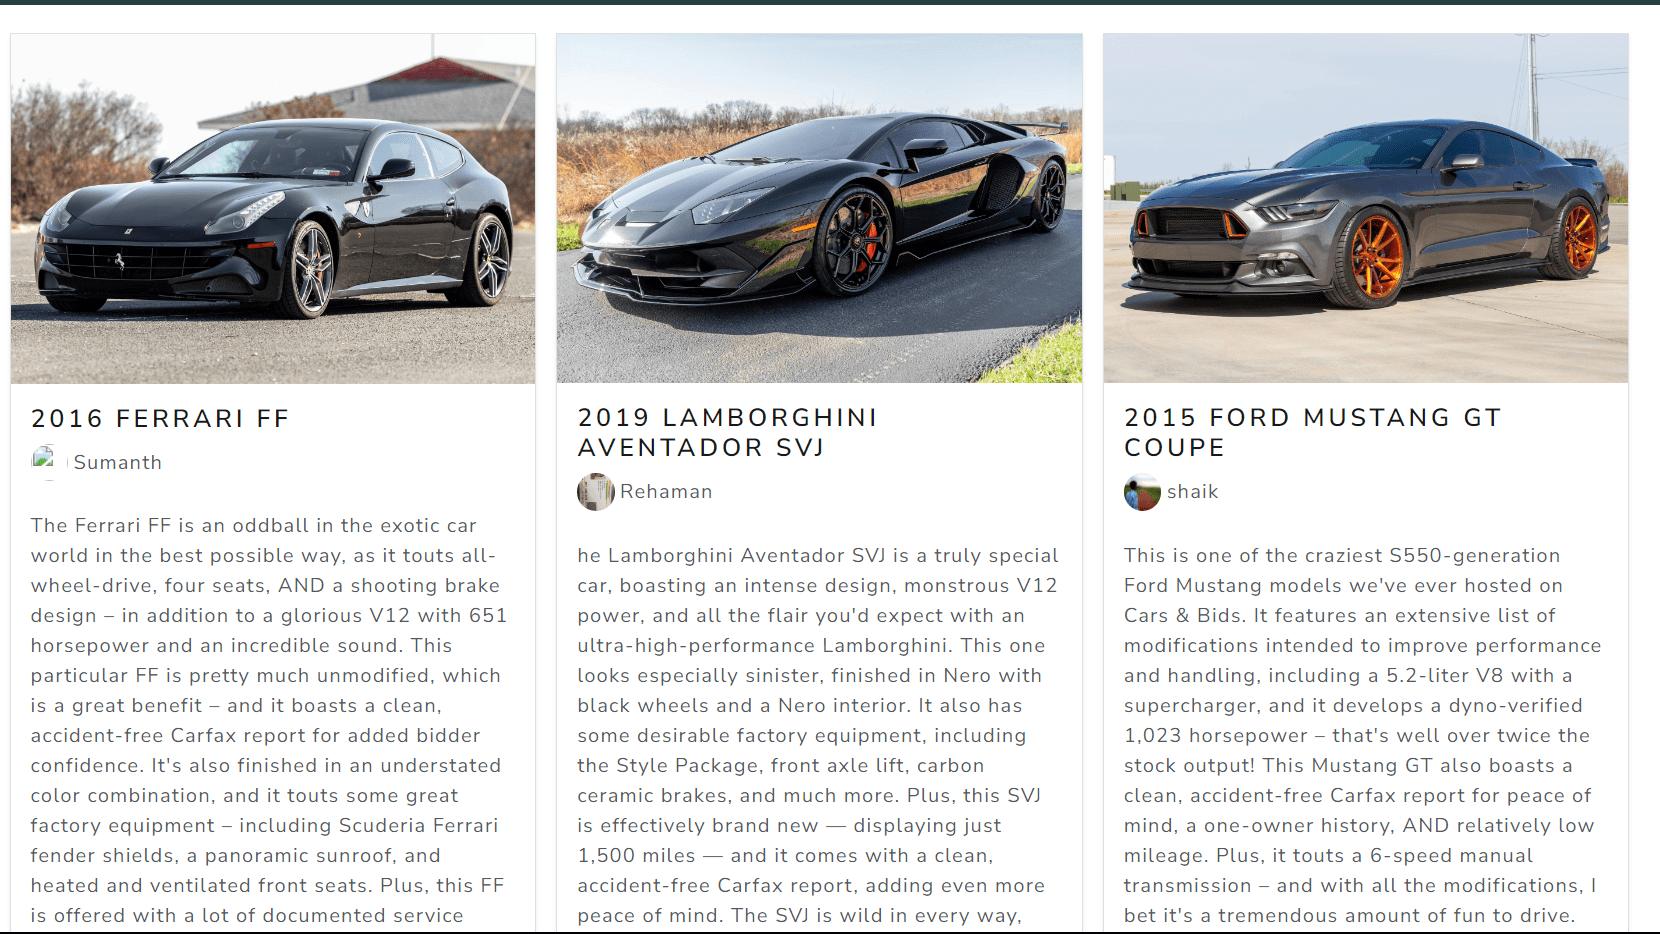 2016 FERRARI FF
Sumanth
The Ferrari FF is an oddball in the exotic car
world in the best possible way, as it touts all-
wheel-drive, four seats, AND a shooting brake
design – in addition to a glorious V12 with 651
horsepower and an incredible sound. This
particular FF is pretty much unmodified, which
is a great benefit – and it boasts a clean,
accident-free Carfax report for added bidder
confidence. It's also finished in an understated
color combination, and it touts some great
factory equipment – including Scuderia Ferrari
fender shields, a panoramic sunroof, and
heated and ventilated front seats. Plus, this FF
is offered with a lot of documented service
2019 LAMBORGHINI
AVENTADOR SVJ
Rehaman
he Lamborghini Aventador SVJ is a truly special
car, boasting an intense design, monstrous V12
power, and all the flair you'd expect with an
ultra-high-performance Lamborghini. This one
looks especially sinister, finished in Nero with
black wheels and a Nero interior. It also has
some desirable factory equipment, including
the Style Package, front axle lift, carbon
ceramic brakes, and much more. Plus, this SVJ
is effectively brand new — displaying just
1,500 miles — and it comes with a clean,
accident-free Carfax report, adding even more
peace of mind. The SVJ is wild in every way,
2015 FORD MUSTANG GT
COUPE
shaik
This is one of the craziest S550-generation
Ford Mustang models we've ever hosted on
Cars & Bids. It features an extensive list of
modifications intended to improve performance
and handling, including a 5.2-liter V8 with a
supercharger, and it develops a dyno-verified
1,023 horsepower – that's well over twice the
stock output! This Mustang GT also boasts a
clean, accident-free Carfax report for peace of
mind, a one-owner history, AND relatively low
mileage. Plus, it touts a 6-speed manual
transmission – and with all the modifications, I
bet it's a tremendous amount of fun to drive.